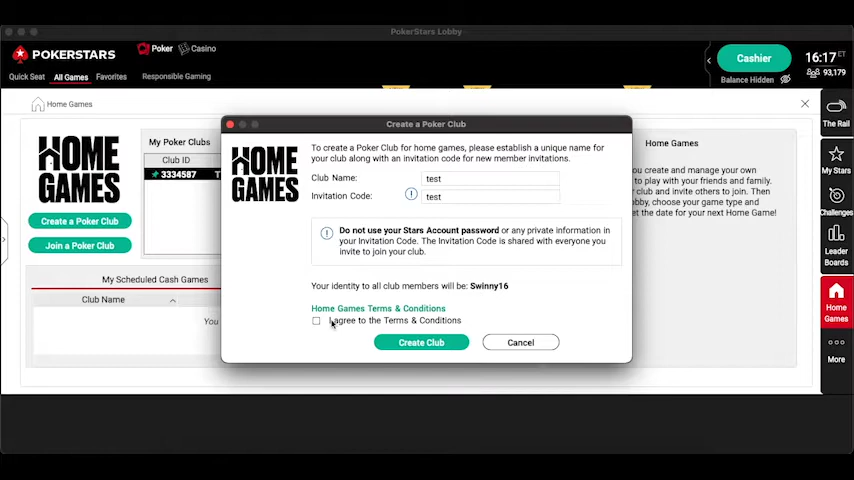 PokerStars Lobby
POKERSTARS
Poker
Casino
Cashier
16:17 ET
93,179
Balance Hidden
Quick Seat
All Games
Favorites
Responsible Gaming
Home Games
HOME GAMES
Create a Poker Club
Join a Poker Club
My Poker Clubs
Club ID
3334587
T
My Scheduled Cash Games
Club Name
You
Create a Poker Club
HOME GAMES
To create a Poker Club for home games, please establish a unique name for
your club along with an invitation code for new member invitations.
Club Name:
test
Invitation Code:
test
Do not use your Stars Account password or any private information in
your Invitation Code. The Invitation Code is shared with everyone you
invite to join your club.
Your identity to all club members will be: Swinny16
Home Games Terms & Conditions
I agree to the Terms & Conditions
Create Club
Cancel
Home Games
u create and manage your own
to play with your friends and family.
club and invite others to join. Then
obby, choose your game type and
et the date for your next Home Game!
The Rail
My Stars
Challenges
Leader
Boards
Home
Games
More